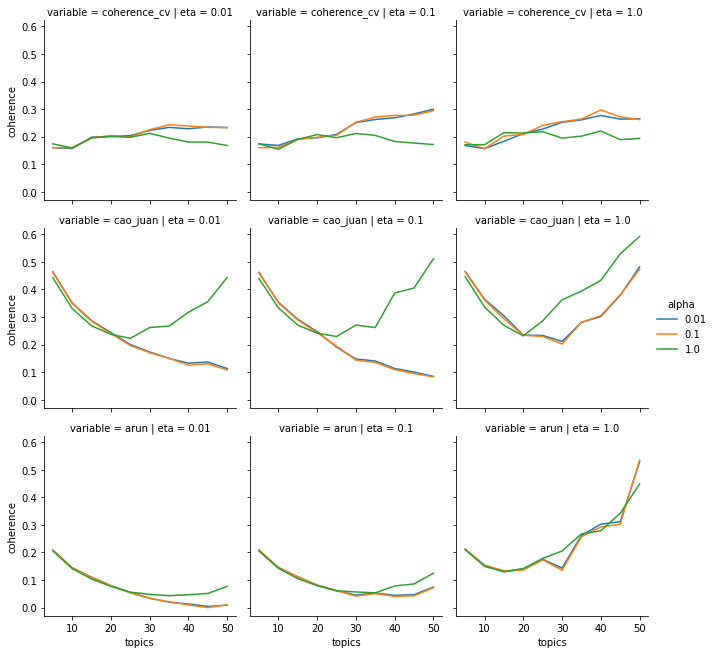 variable = coherence_cv | eta = 0.01
variable = coherence_cv | eta = 0.1
variable = coherence_cv | eta = 1.0
0.6
0.5
0.4
0.3
0.2
0.1
0.0
coherence
variable = cao_juan | eta = 0.01
variable = cao_juan | eta = 0.1
variable = cao_juan | eta = 1.0
0.6
0.5
0.4
0.3
0.2
0.1
0.0
coherence
alpha
0.01
0.1
1.0
variable = arun | eta = 0.01
variable = arun | eta = 0.1
variable = arun | eta = 1.0
0.6
0.5
0.4
0.3
0.2
0.1
0.0
coherence
10 20 30 40 50
10 20 30 40 50
10 20 30 40 50
topics
topics
topics